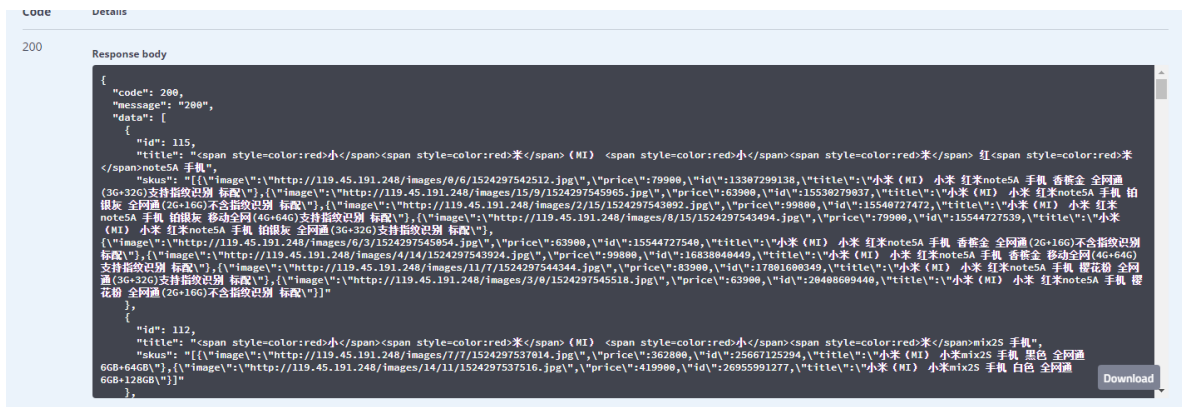 Code Details
200
Response body
{
"code": 200,
"message": "200",
"data": [
{
"id": 115,
"title": "<span style=color:red>小</span><span style=color:red>米</span>（MI） <span style=color:red>小</span><span style=color:red>米</span> 红<span style=color:red>米
</span>note5A 手机",
"skus": "[{\"image\":\"http://119.45.191.248/images/0/6/1524297542512.jpg\",\"price\":79900,\"id\":13307299138,\"title\":\"小米（MI） 小米 红米note5A 手机 香槟金 全网通
(3G+32G)支持指纹识别 标配\"},{\"image\":\"http://119.45.191.248/images/15/9/1524297545965.jpg\",\"price\":63900,\"id\":15530279037,\"title\":\"小米（MI） 小米 红米note5A 手机 铂
银灰 全网通(2G+16G)不含指纹识别 标配\"},{\"image\":\"http://119.45.191.248/images/2/15/1524297543092.jpg\",\"price\":99800,\"id\":15540727472,\"title\":\"小米（MI） 小米 红米
note5A 手机 铂银灰 移动全网(4G+64G)支持指纹识别 标配\"},{\"image\":\"http://119.45.191.248/images/8/15/1524297543494.jpg\",\"price\":79900,\"id\":15544727539,\"title\":\"小米
（MI） 小米 红米note5A 手机 铂银灰 全网通(3G+32G)支持指纹识别 标配\"},
{\"image\":\"http://119.45.191.248/images/6/3/1524297545054.jpg\",\"price\":63900,\"id\":15544727540,\"title\":\"小米（MI） 小米 红米note5A 手机 香槟金 全网通(2G+16G)不含指纹识别
标配\"},{\"image\":\"http://119.45.191.248/images/4/14/1524297543924.jpg\",\"price\":99800,\"id\":16838040449,\"title\":\"小米（MI） 小米 红米note5A 手机 香槟金 移动全网(4G+64G)
支持指纹识别 标配\"},{\"image\":\"http://119.45.191.248/images/11/7/1524297544344.jpg\",\"price\":83900,\"id\":17801600349,\"title\":\"小米（MI） 小米 红米note5A 手机 樱花粉 全网
通(3G+32G)支持指纹识别 标配\"},{\"image\":\"http://119.45.191.248/images/3/0/1524297545518.jpg\",\"price\":63900,\"id\":20408609440,\"title\":\"小米（MI） 小米 红米note5A 手机 樱
花粉 全网通(2G+16G)不含指纹识别 标配\"}]"
},
{
"id": 112,
"title": "<span style=color:red>小</span><span style=color:red>米</span>（MI） <span style=color:red>小</span><span style=color:red>米</span>mix2S 手机",
"skus": "[{\"image\":\"http://119.45.191.248/images/7/7/1524297537014.jpg\",\"price\":362800,\"id\":25667125294,\"title\":\"小米（MI） 小米mix2S 手机 黑色 全网通
6GB+64GB\"},{\"image\":\"http://119.45.191.248/images/14/11/1524297537516.jpg\",\"price\":419900,\"id\":26955991277,\"title\":\"小米（MI） 小米mix2S 手机 白色 全网通
6GB+128GB\"}]"
},
Download